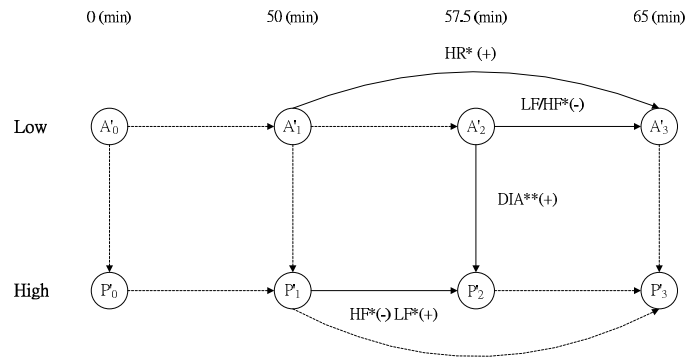 0 (min) 50 (min) 57.5 (min) 65 (min)
HR* (+)
LF/HF*(-)
Low A'0 A'1 A'2 A'3
DIA**(+)
High P'0 P'1 P'2 P'3
HF*(-) LF*(+)